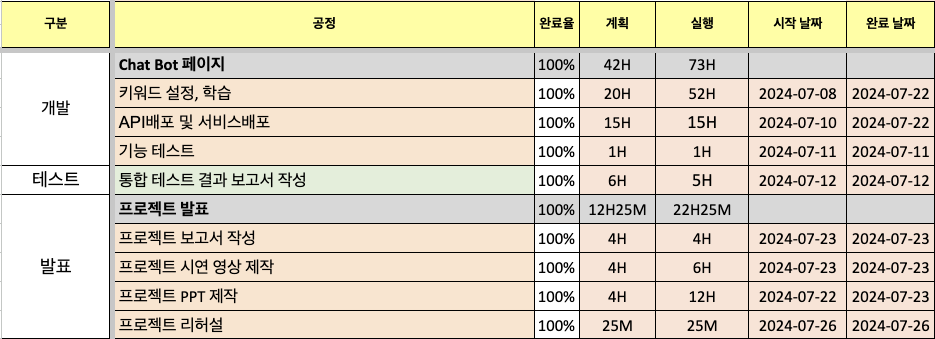 구분 공정 완료율 계획 실행 시작 날짜 완료 날짜
Chat Bot 페이지 100% 42H 73H
키워드 설정, 학습 100% 20H 52H 2024-07-08 2024-07-22
개발
API배포 및 서비스배포 100% 15H 15H 2024-07-10 2024-07-22
기능 테스트 100% 1H 1H 2024-07-11 2024-07-11
테스트 통합 테스트 결과 보고서 작성 100% 6H 5H 2024-07-12 2024-07-12
프로젝트 발표 100% 12H25M 22H25M
프로젝트 보고서 작성 100% 4H 4H 2024-07-23 2024-07-23
발표 프로젝트 시연 영상 제작 100% 4H 6H 2024-07-23 2024-07-23
프로젝트 PPT 제작 100% 4H 12H 2024-07-22 2024-07-23
프로젝트 리허설 100% 25M 25M 2024-07-26 2024-07-26